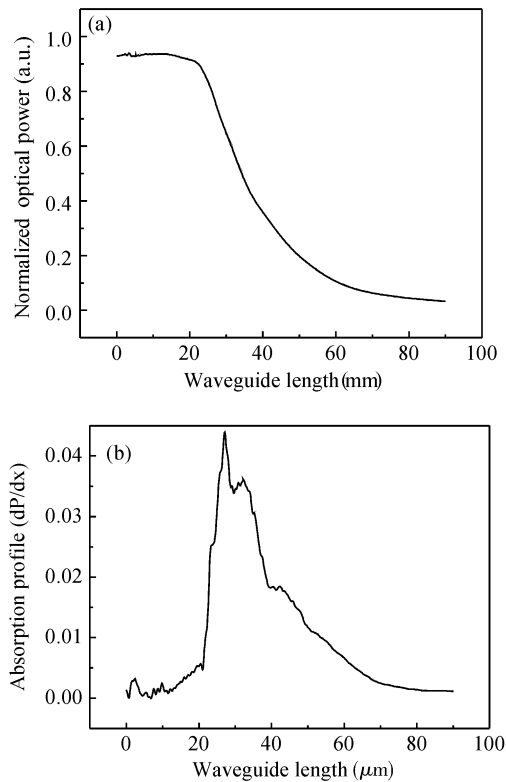 (a)
1.0
0.8
0.6
0.4
0.2
0.0
Normalized optical power (a.u.)
0 20 40 60 80 100
Waveguide length (mm)
(b)
0.04
0.03
0.02
0.01
0.00
Absorption profile (dP/dx)
0 20 40 60 80 100
Waveguide length (μm)